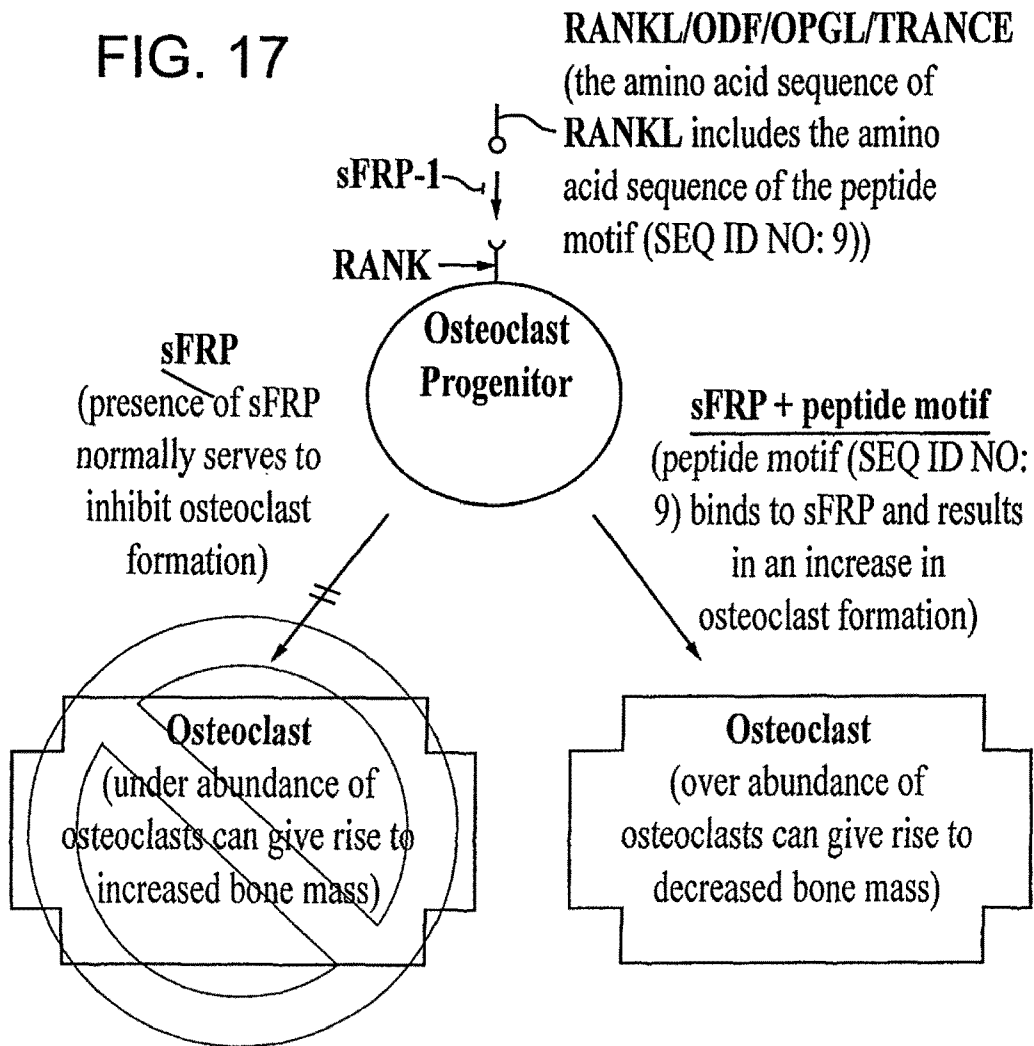 FIG. 17
RANKL/ODF/OPGL/TRANCE
(the amino acid sequence of
RANKL includes the amino
acid sequence of the peptide
motif (SEQ ID NO: 9))
sFRP-1
RANK
Osteoclast
Progenitor
sFRP
(presence of sFRP
normally serves to
inhibit osteoclast
formation)
sFRP + peptide motif
(peptide motif (SEQ ID NO:
9) binds to sFRP and results
in an increase in
osteoclast formation)
Osteoclast
(under abundance of
osteoclasts can give rise to
increased bone mass)
Osteoclast
(over abundance of
osteoclasts can give rise to
decreased bone mass)